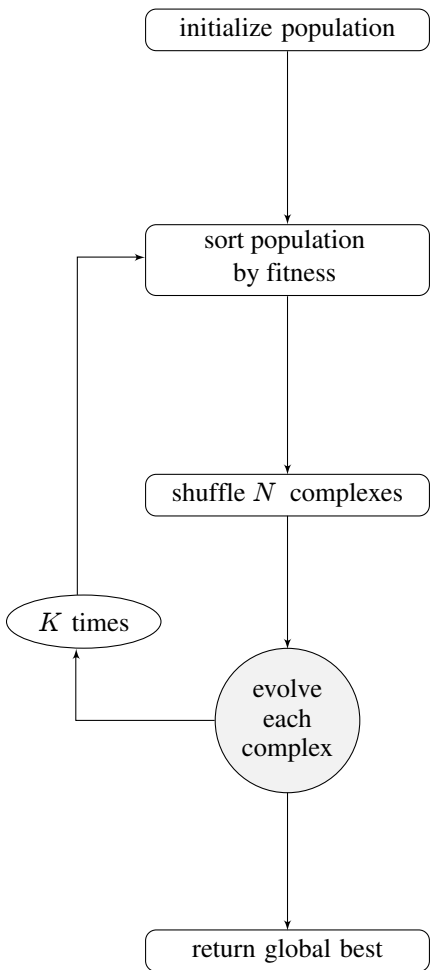 initialize population
sort population
by fitness
shuffle N complexes
K times
evolve
each
complex
return global best